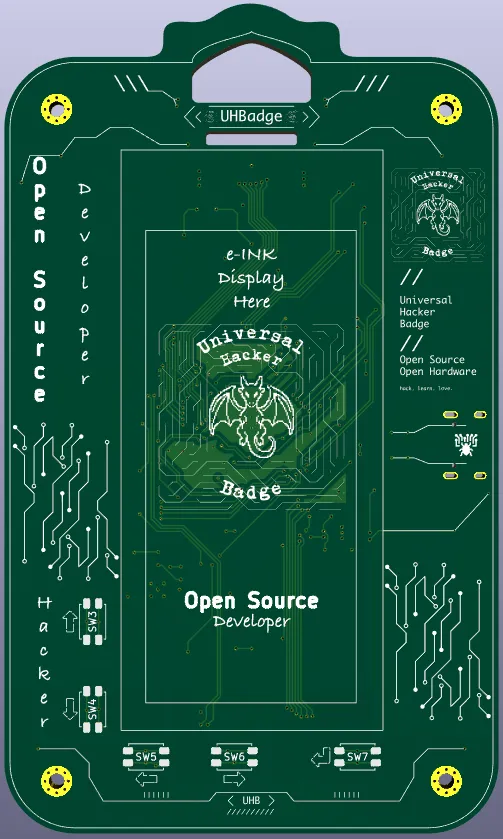 UHBadge
Open Source
Developer
Universal
Hacker
Badge
e-INK
Display
Here
Universal
Hacker
Badge
//
Universal
Hacker
Badge
//
Open Source
Open Hardware
hack. learn. love.
Open Source
Developer
Hacker
SW3
SW4
SW5
SW6
SW7
UHB